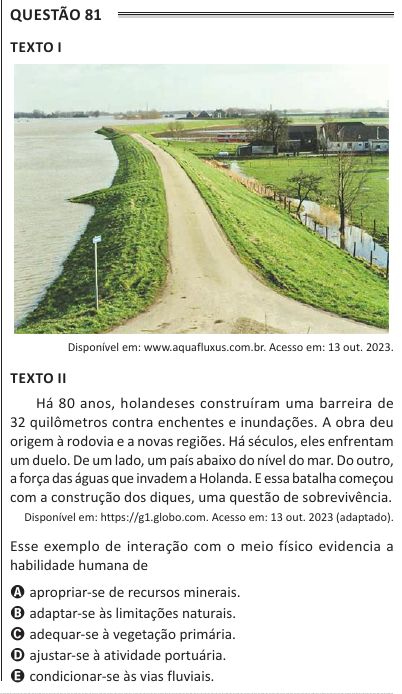 QUESTÃO 81
TEXTO I
Disponível em: www.aquafluxus.com.br. Acesso em: 13 out. 2023.
TEXTO II
Há 80 anos, holandeses construíram uma barreira de
32 quilômetros contra enchentes e inundações. A obra deu
origem à rodovia e a novas regiões. Há séculos, eles enfrentam
um duelo. De um lado, um país abaixo do nível do mar. Do outro,
a força das águas que invadem a Holanda. E essa batalha começou
com a construção dos diques, uma questão de sobrevivência.
Disponível em: https://g1.globo.com. Acesso em: 13 out. 2023 (adaptado).
Esse exemplo de interação com o meio físico evidencia a
habilidade humana de
A apropriar-se de recursos minerais.
B adaptar-se às limitações naturais.
C adequar-se à vegetação primária.
D ajustar-se à atividade portuária.
E condicionar-se às vias fluviais.